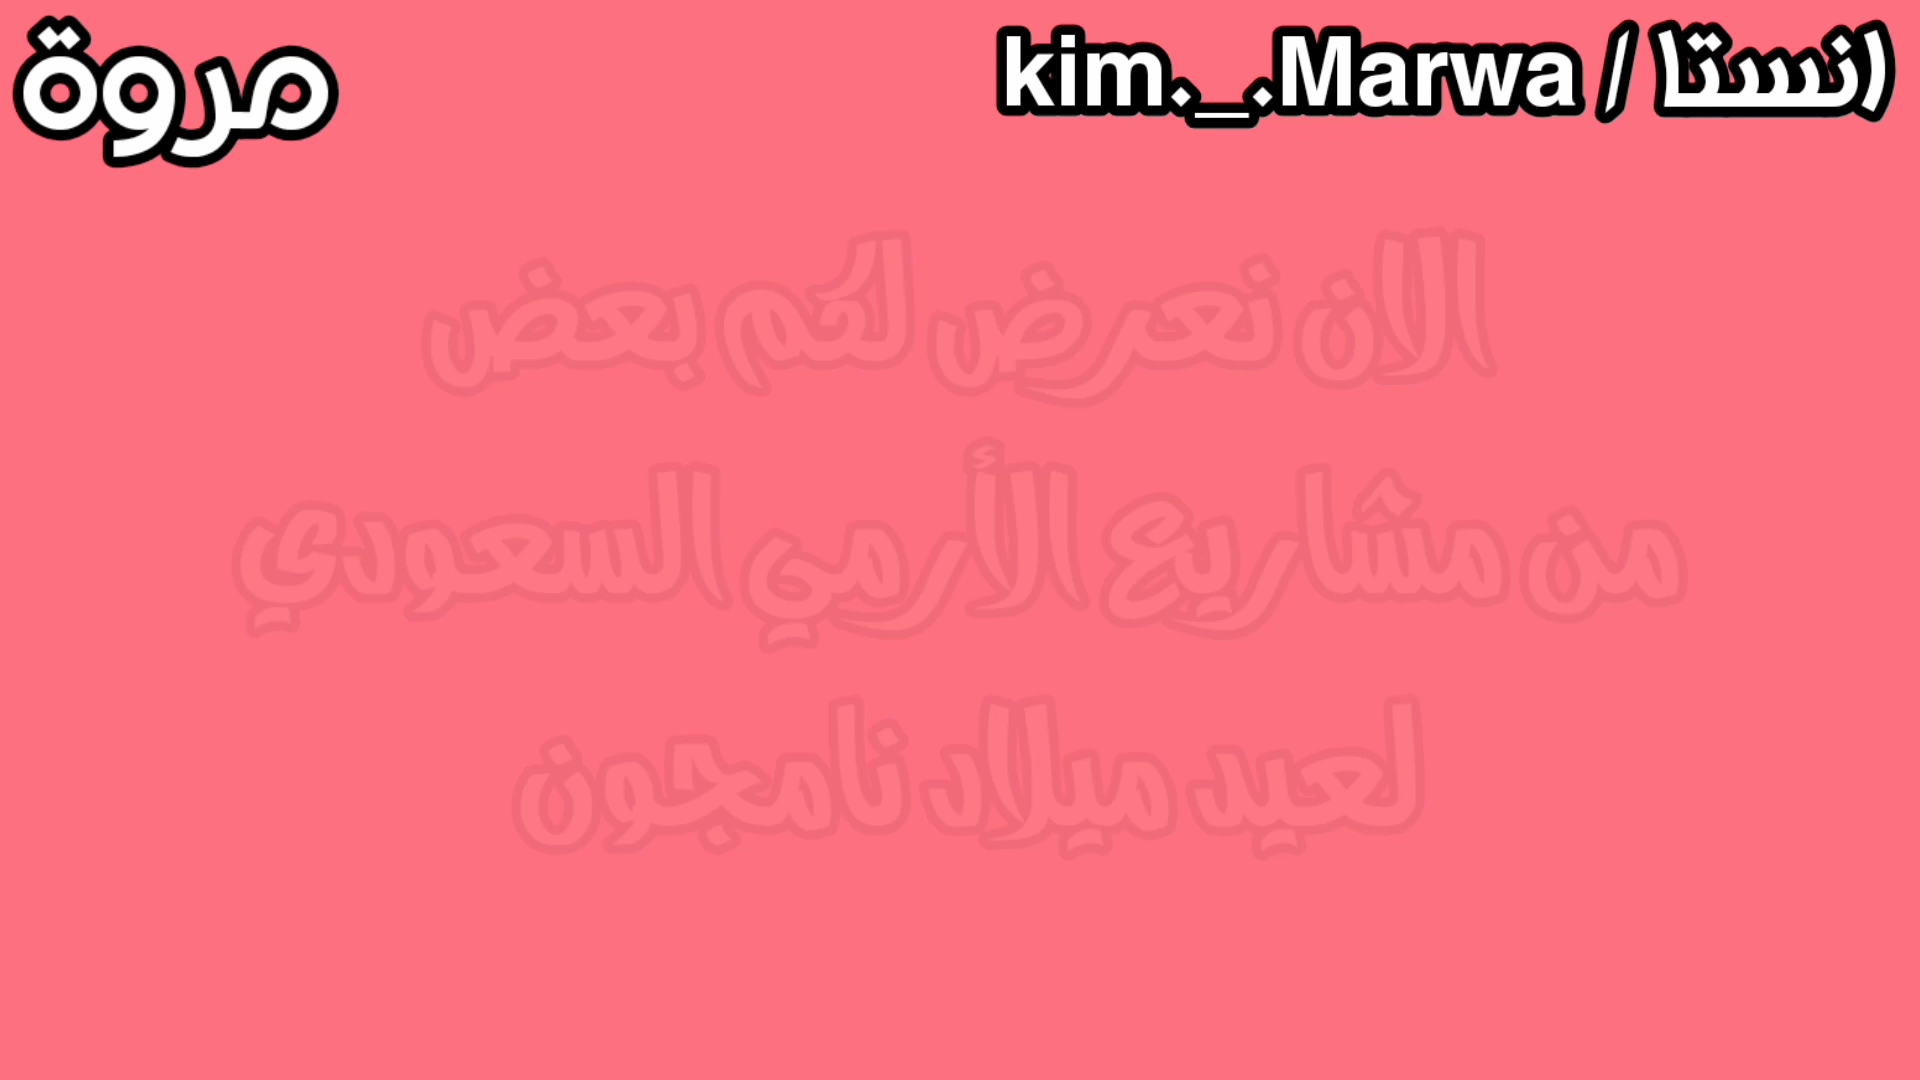 انستا / kim._.Marwa
مروة
الان نعرض لكم بعض
من مشاريع الأرمي السعودي
لعيد ميلاد نامجون